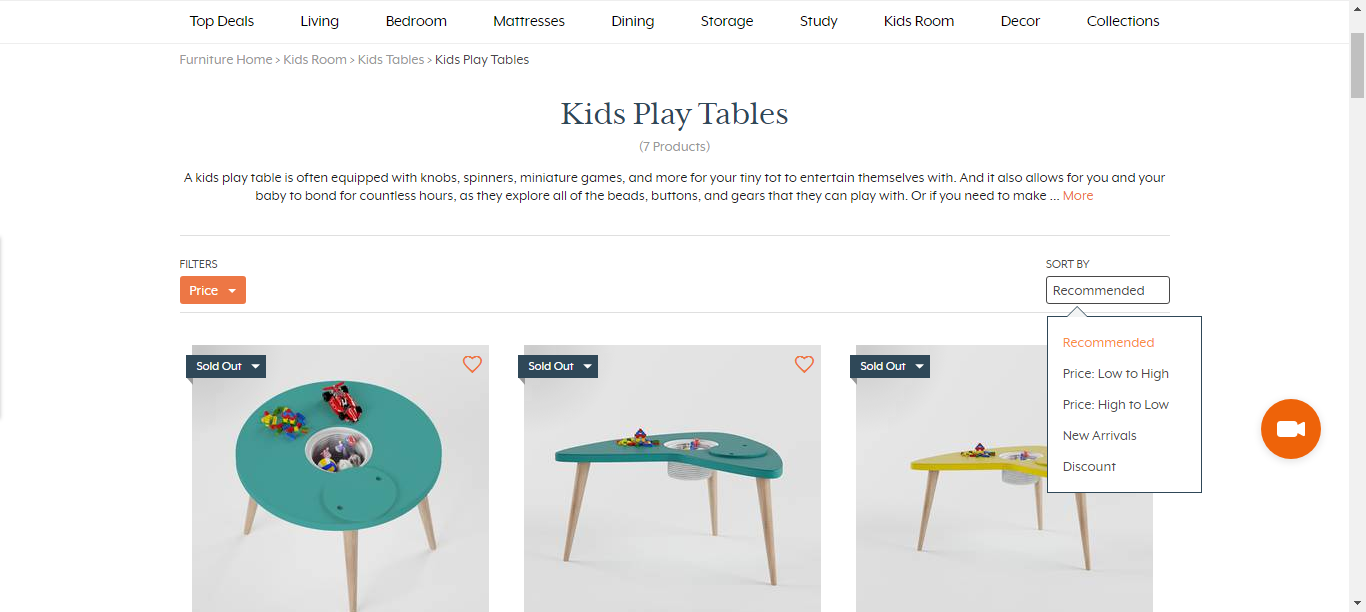 Top Deals Living Bedroom Mattresses Dining Storage Study Kids Room Decor Collections
Furniture Home > Kids Room > Kids Tables > Kids Play Tables
Kids Play Tables
(7 Products)
A kids play table is often equipped with knobs, spinners, miniature games, and more for your tiny tot to entertain themselves with. And it also allows for you and your
baby to bond for countless hours, as they explore all of the beads, buttons, and gears that they can play with. Or if you need to make ... More
FILTERS
Price
SORT BY
Recommended
Recommended
Price: Low to High
Price: High to Low
New Arrivals
Discount
Sold Out
Sold Out
Sold Out